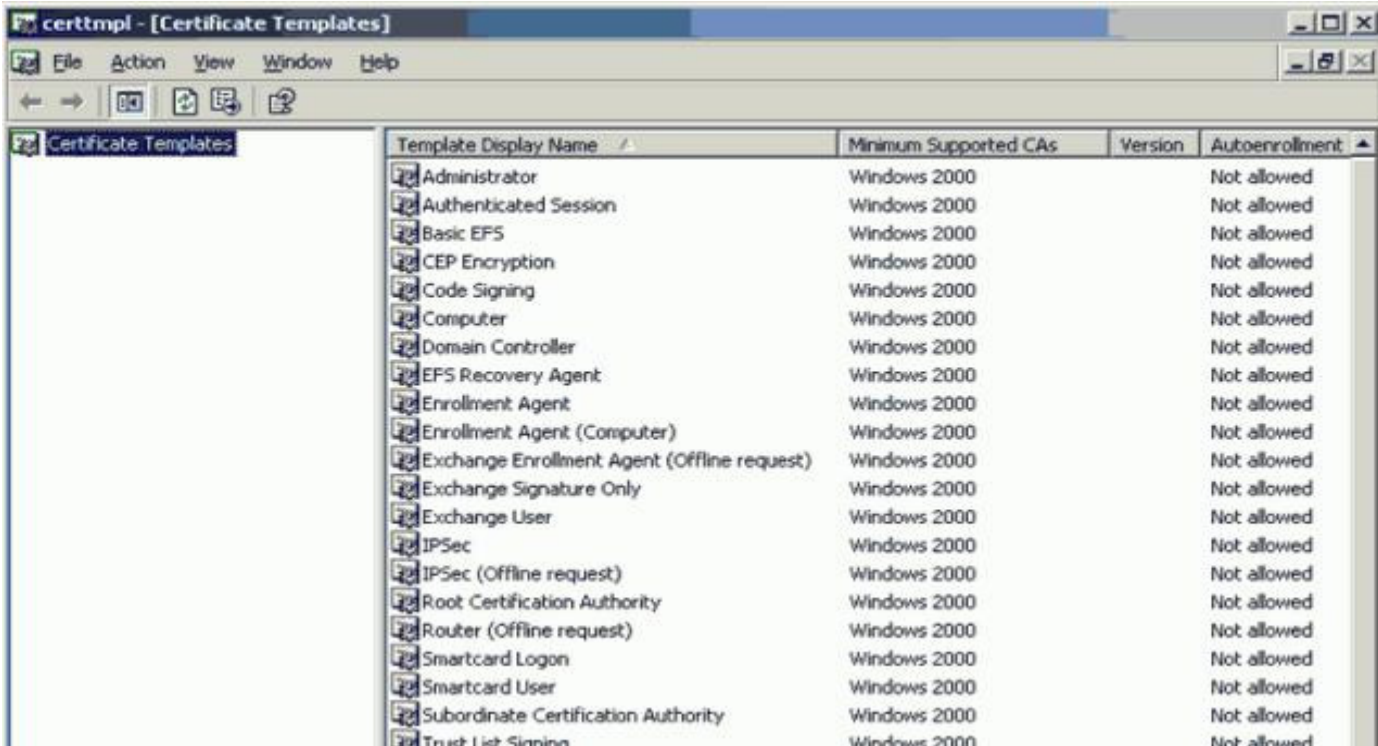 certtmpl - [Certificate Templates]
File Action View Window Help
Certificate Templates
Template Display Name Minimum Supported CAs Version Autoenrollment
Administrator Windows 2000 Not allowed
Authenticated Session Windows 2000 Not allowed
Basic EFS Windows 2000 Not allowed
CEP Encryption Windows 2000 Not allowed
Code Signing Windows 2000 Not allowed
Computer Windows 2000 Not allowed
Domain Controller Windows 2000 Not allowed
EFS Recovery Agent Windows 2000 Not allowed
Enrollment Agent Windows 2000 Not allowed
Enrollment Agent (Computer) Windows 2000 Not allowed
Exchange Enrollment Agent (Offline request) Windows 2000 Not allowed
Exchange Signature Only Windows 2000 Not allowed
Exchange User Windows 2000 Not allowed
IPSec Windows 2000 Not allowed
IPSec (Offline request) Windows 2000 Not allowed
Root Certification Authority Windows 2000 Not allowed
Router (Offline request) Windows 2000 Not allowed
Smartcard Logon Windows 2000 Not allowed
Smartcard User Windows 2000 Not allowed
Subordinate Certification Authority Windows 2000 Not allowed
Trust List Signing Windows 2000 Not allowed